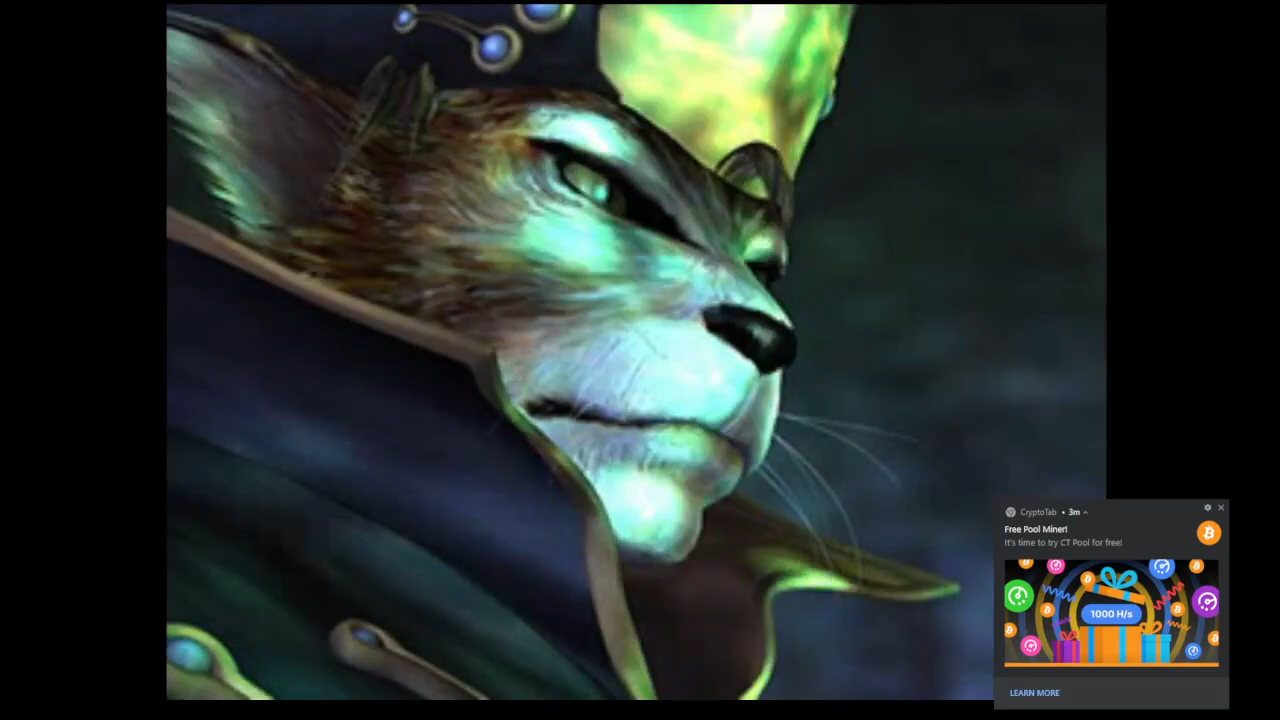 CryptoTab • 3m
Free Pool Miner!
It's time to try CT Pool for free!
1000 H/s
LEARN MORE